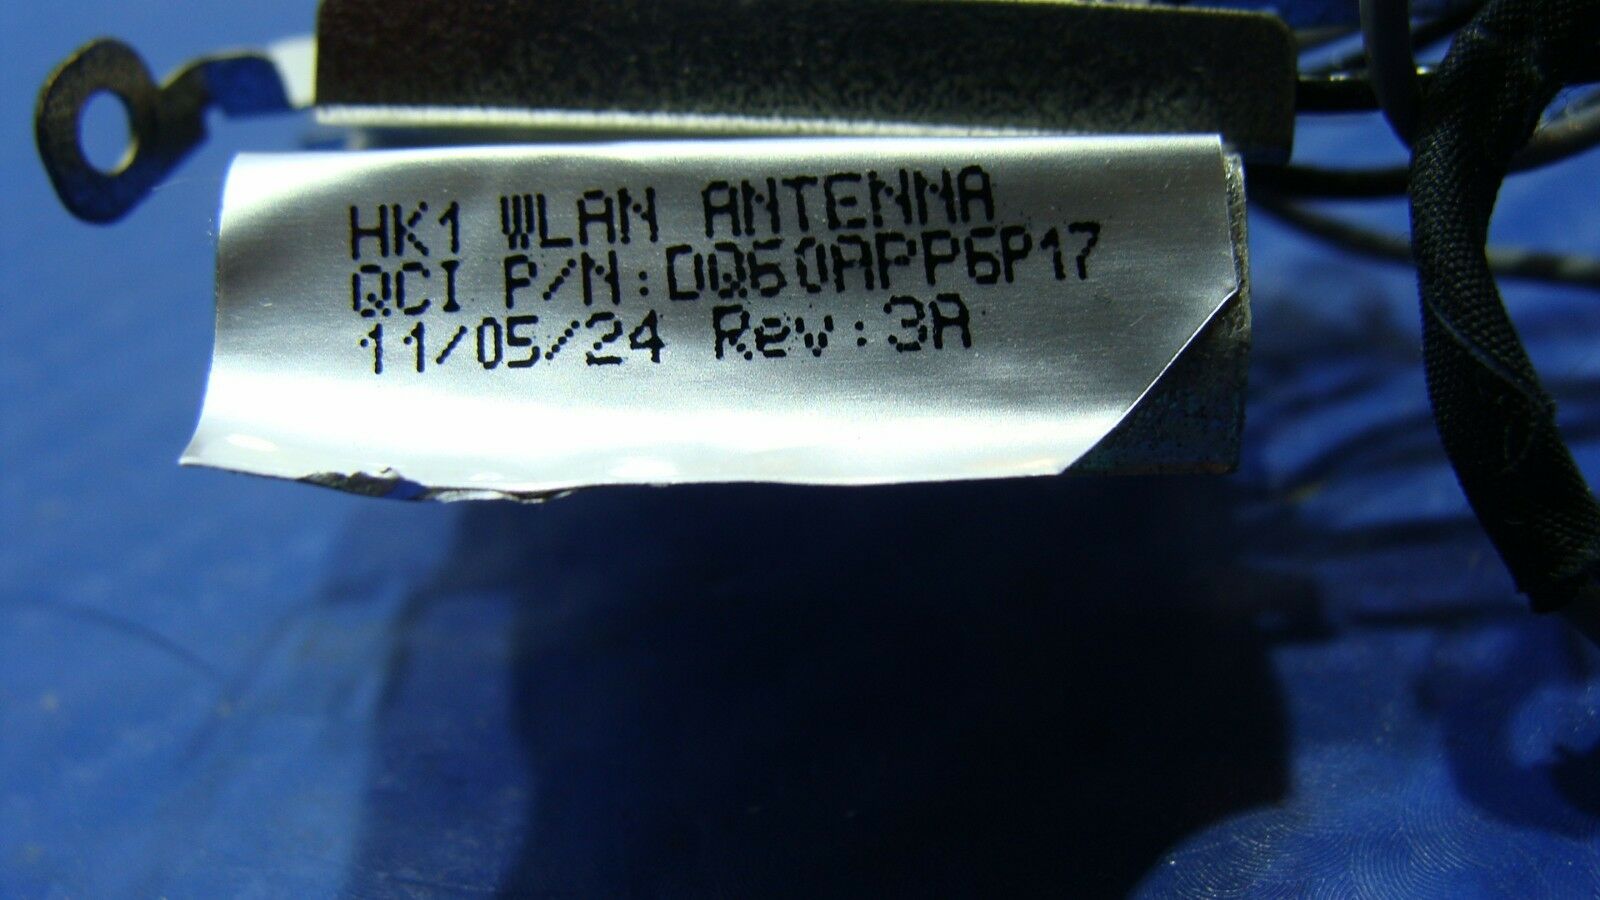 HK1 WLAN ANTENNA
QCI P/N:DQ60APP6P17
11/05/24 Rev:3A